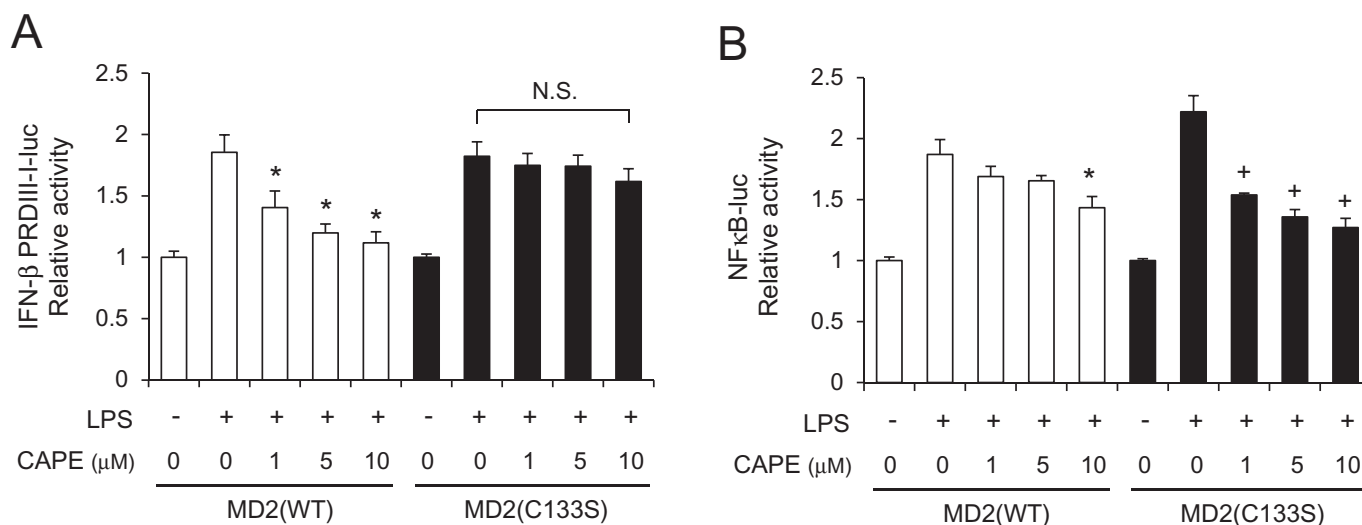 A
IFN-β PRDIII-I-luc
Relative activity
2.5
2
1.5
1
0.5
0
* * *
N.S.
LPS - + + + + - + + + +
CAPE (μM) 0 0 1 5 10 0 0 1 5 10
MD2(WT) MD2(C133S)
B
NFκB-luc
Relative activity
2.5
2
1.5
1
0.5
0
* + + +
LPS - + + + + - + + + +
CAPE (μM) 0 0 1 5 10 0 0 1 5 10
MD2(WT) MD2(C133S)